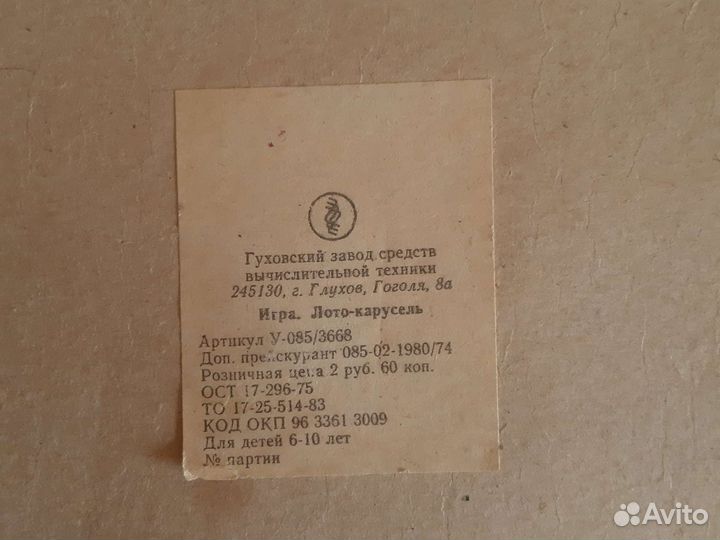 Гуховский завод средств
вычислительной техники
245130, г. Глухов, Гоголя, 8а
Игра. Лото-карусель
Артикул У-085/3668
Доп. прейскурант 085-02-1980/74
Розничная цена 2 руб. 60 коп.
ОСТ 17-296-75
ТО 17-25-514-83
КОД ОКП 96 3361 3009
Для детей 6-10 лет
№ партии
Avito